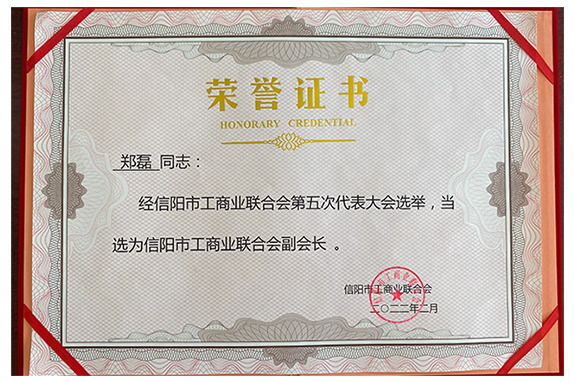 荣誉证书
HONORARY CREDENTIAL
郑磊 同志：
经信阳市工商业联合会第五次代表大会选举，当
选为信阳市工商业联合会副会长 。
信阳市工商业联合会
二〇二二年二月